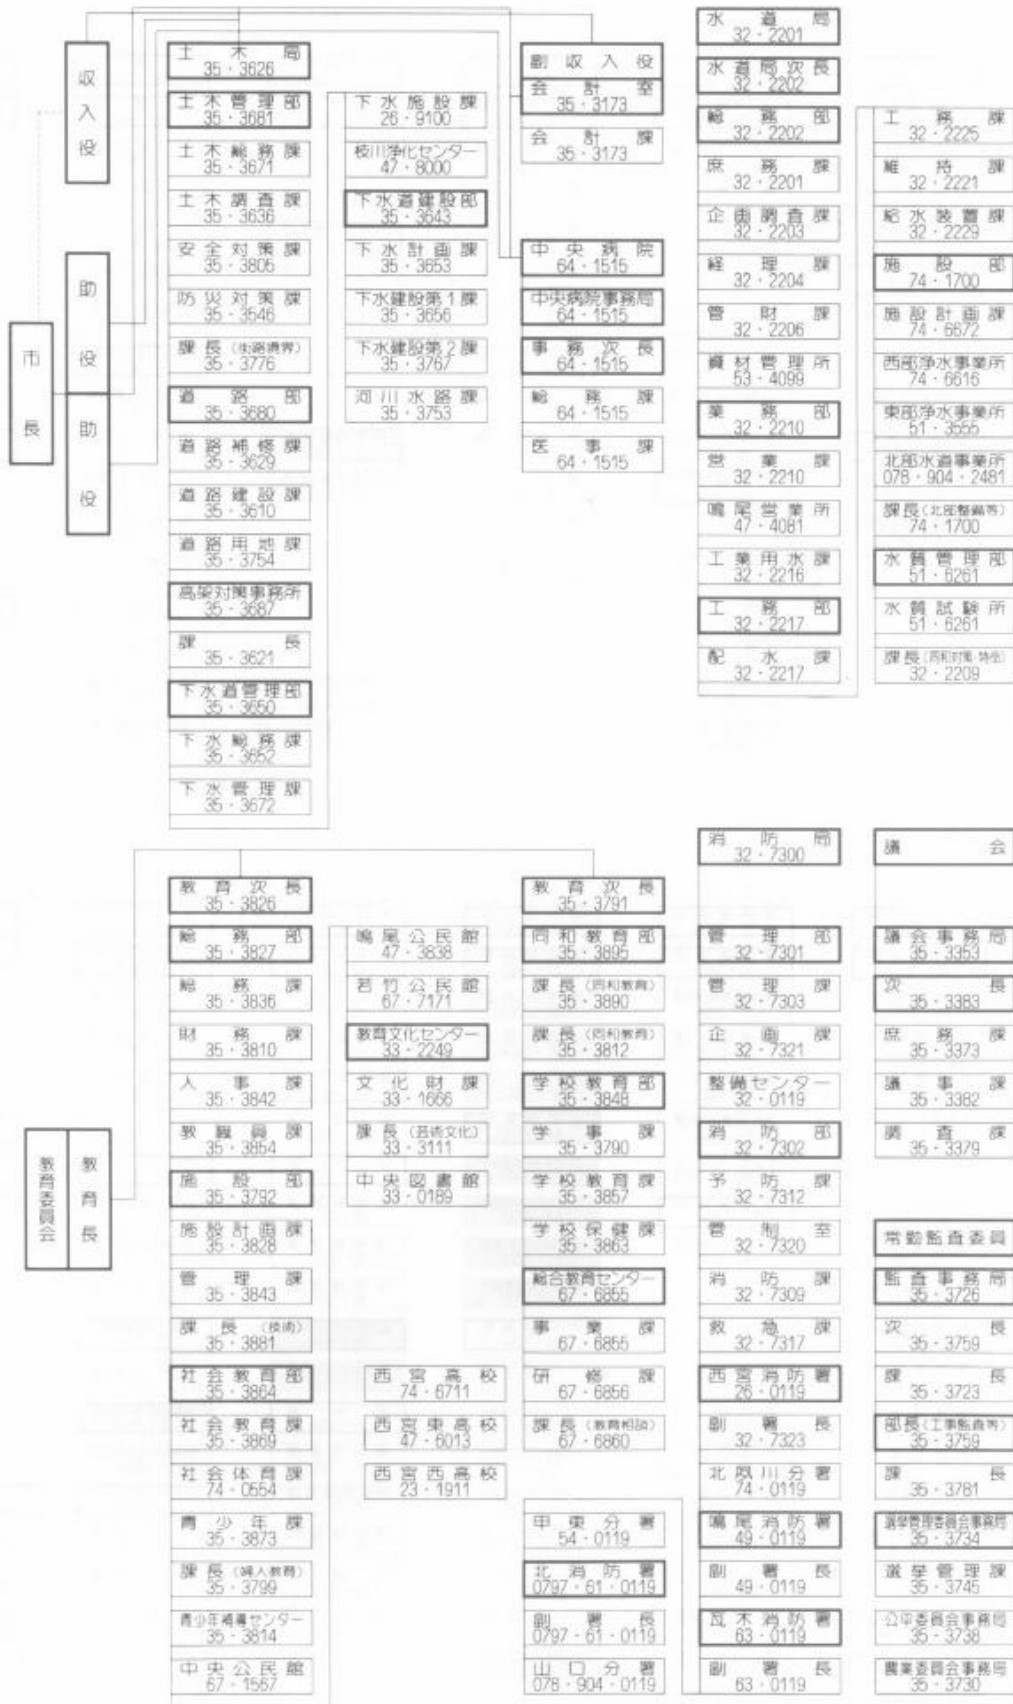 市長
収入役
助役
助役
土木局
35・3626
土木管理部
35・3681
土木総務課
35・3671
土木調査課
35・3636
安全対策課
35・3805
防災対策課
35・3546
課長(街路境界)
35・3776
道路部
35・3680
道路補修課
35・3629
道路建設課
35・3610
道路用地課
35・3754
高架対策事務所
35・3687
課長
35・3621
下水道管理部
35・3650
下水総務課
35・3652
下水管理課
35・3672
下水施設課
26・9100
枝川浄化センター
47・8000
下水道建設部
35・3643
下水計画課
35・3653
下水建設第1課
35・3656
下水建設第2課
35・3767
河川水路課
35・3753
副収入役
会計室
35・3173
会計課
35・3173
中央病院
64・1515
中央病院事務局
64・1515
事務次長
64・1515
総務課
64・1515
医事課
64・1515
水道局
32・2201
水道局次長
32・2202
総務部
32・2202
庶務課
32・2201
企画調査課
32・2203
経理課
32・2204
管財課
32・2206
資材管理所
53・4099
業務部
32・2210
営業課
32・2210
鳴尾営業所
47・4081
工業用水課
32・2216
工務部
32・2217
配水課
32・2217
工務課
32・2225
維持課
32・2221
給水装置課
32・2229
施設部
74・1700
施設計画課
74・6672
西部浄水事業所
74・6616
東部浄水事業所
51・3555
北部水道事業所
078・904・2481
課長(北部整備等)
74・1700
水質管理部
51・6261
水質試験所
51・6261
課長(同和対策・特命)
32・2209
教育委員会
教育長
教育次長
35・3826
総務部
35・3827
総務課
35・3836
財務課
35・3810
人事課
35・3842
教職員課
35・3854
施設部
35・3792
施設計画課
35・3828
管理課
35・3843
課長(技術)
35・3881
社会教育部
35・3864
社会教育課
35・3869
社会体育課
74・0554
青少年課
35・3873
課長(婦人教育)
35・3799
青少年補導センター
35・3814
中央公民館
67・1567
鳴尾公民館
47・3838
若竹公民館
67・7171
教育文化センター
33・2249
文化財課
33・1666
課長(芸術文化)
33・3111
中央図書館
33・0189
西宮高校
74・6711
西宮東高校
47・6013
西宮西高校
23・1911
教育次長
35・3791
同和教育部
35・3895
課長(同和教育)
35・3890
課長(同和教育)
35・3812
学校教育部
35・3848
学事課
35・3790
学校教育課
35・3857
学校保健課
35・3863
総合教育センター
67・6855
事業課
67・6855
研修課
67・6856
課長(教育相談)
67・6860
消防局
32・7300
管理部
32・7301
管理課
32・7303
企画課
32・7321
整備センター
32・0119
消防部
32・7302
予防課
32・7312
管制室
32・7320
消防課
32・7309
救急課
32・7317
西宮消防署
26・0119
副署長
32・7323
北夙川分署
74・0119
鳴尾消防署
49・0119
副署長
49・0119
瓦木消防署
63・0119
副署長
63・0119
甲東分署
54・0119
北消防署
0797・61・0119
副署長
0797・61・0119
山口分署
078・904・0119
議会
議会事務局
35・3353
次長
35・3383
庶務課
35・3373
議事課
35・3382
調査課
35・3379
常勤監査委員
監査事務局
35・3726
次長
35・3759
課長
35・3723
部長(工事監査等)
35・3759
課長
35・3781
選挙管理委員会事務局
35・3734
選挙管理課
35・3745
公平委員会事務局
35・3738
農業委員会事務局
35・3730